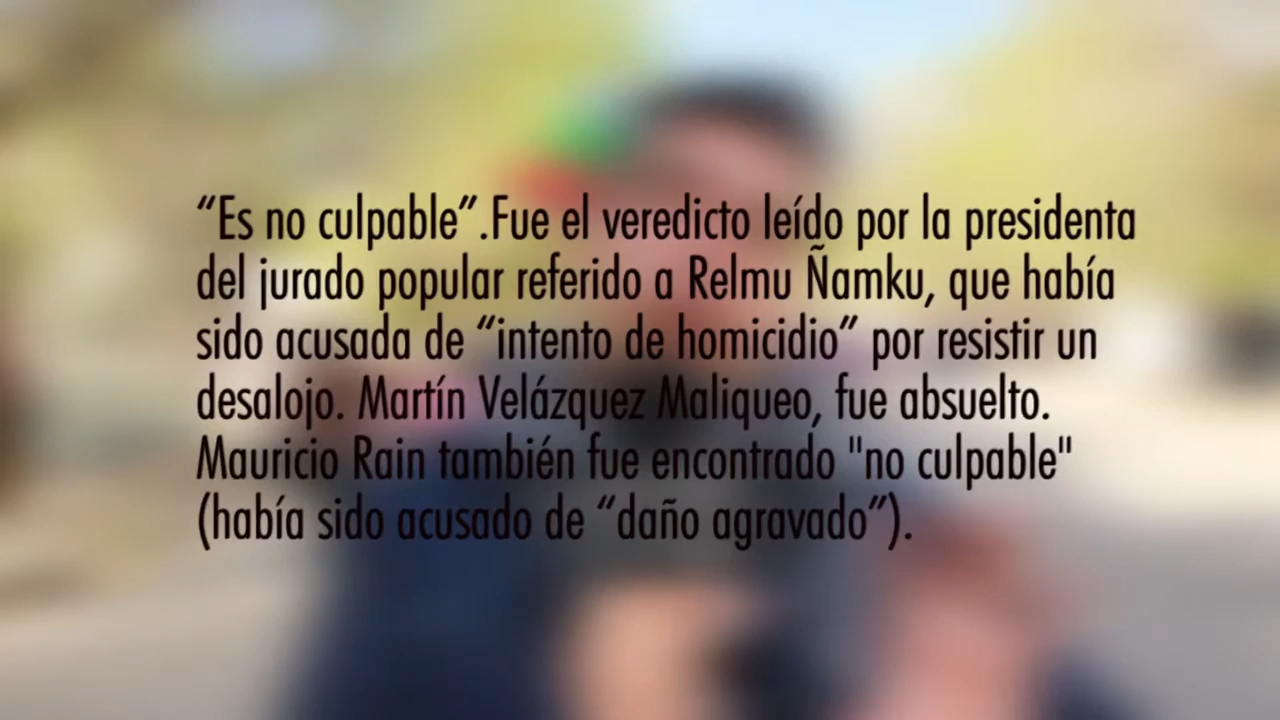 “Es no culpable”.Fue el veredicto leído por la presidenta
del jurado popular referido a Relmu Ñamku, que había
sido acusada de “intento de homicidio” por resistir un
desalojo. Martín Velázquez Maliqueo, fue absuelto.
Mauricio Rain también fue encontrado "no culpable"
(había sido acusado de “daño agravado”).